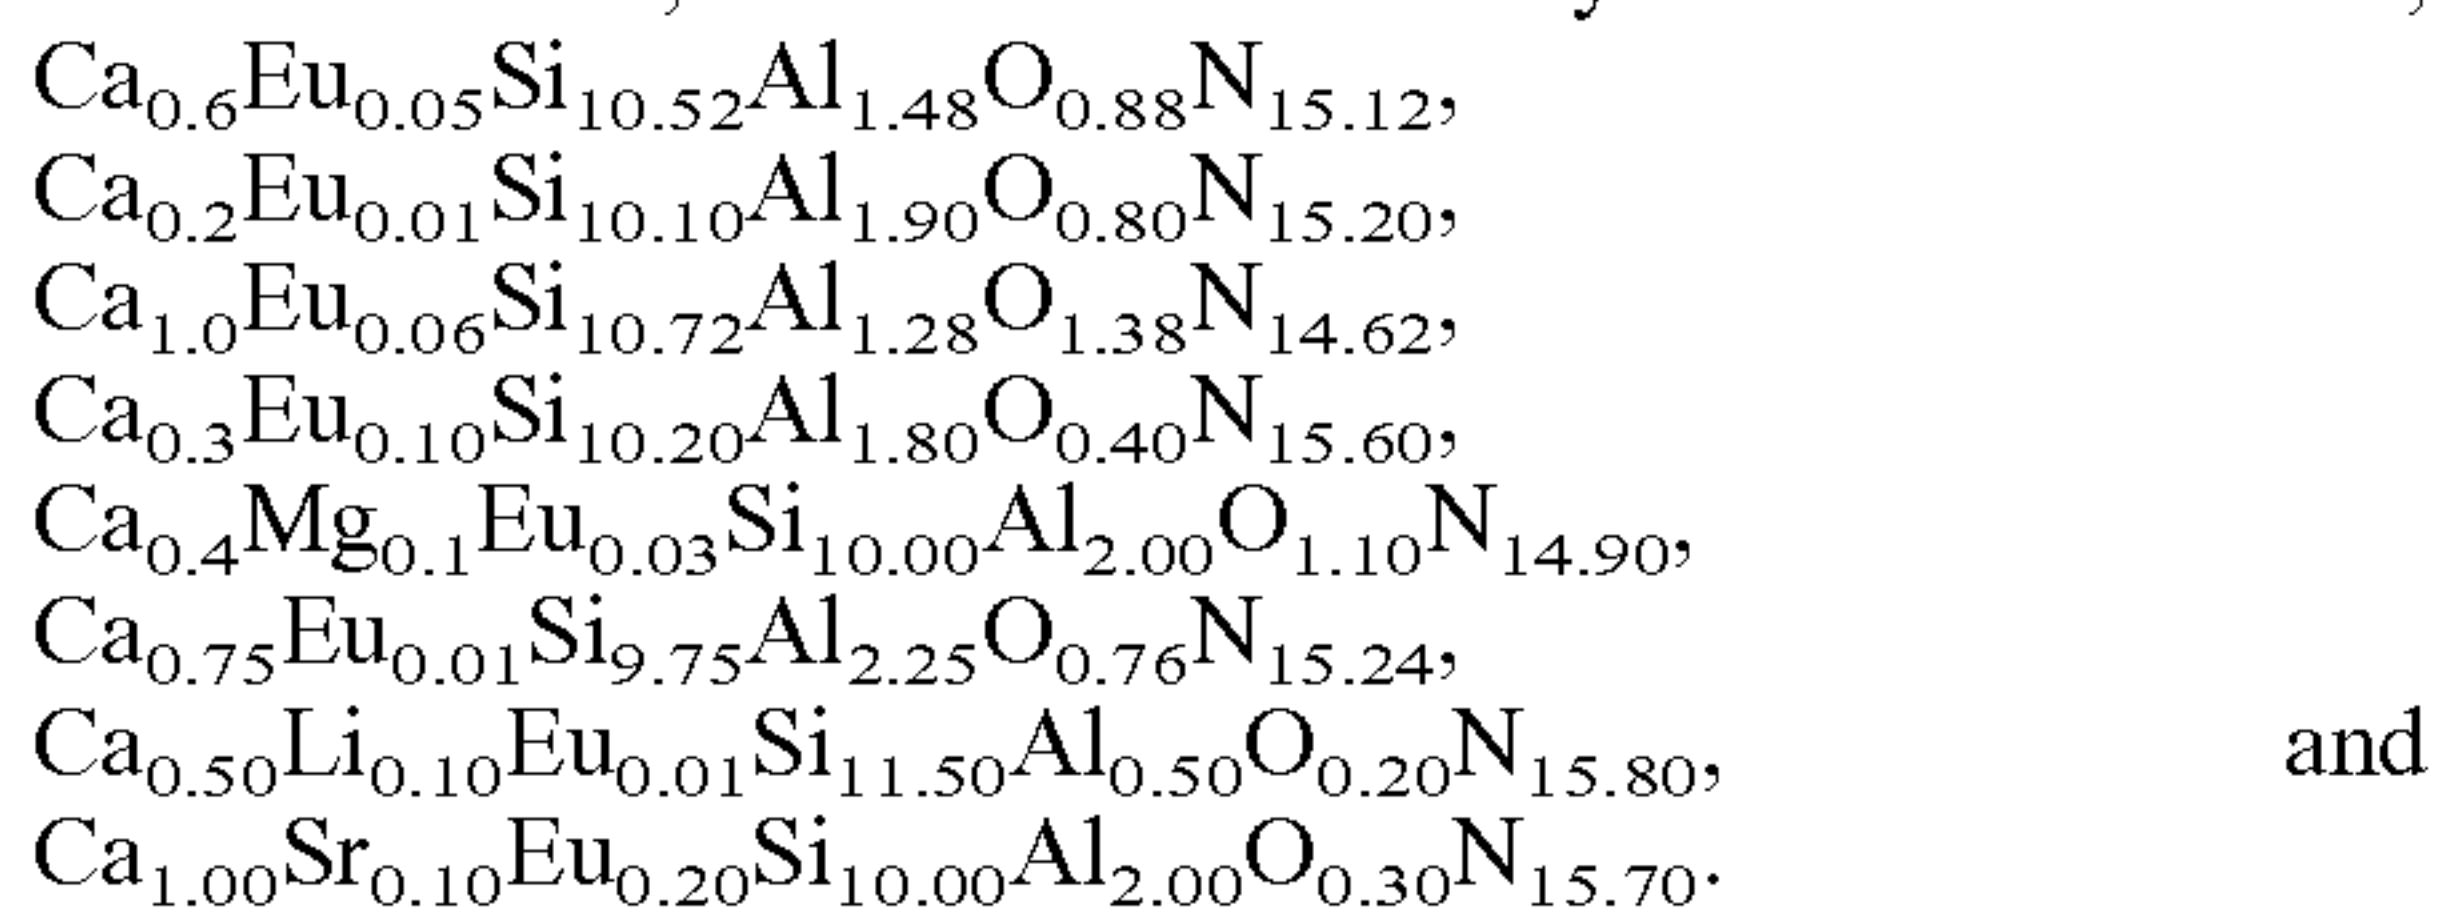 Ca0.6Eu0.05Si10.52Al1.48O0.88N15.12,
Ca0.2Eu0.01Si10.10Al1.90O0.80N15.20,
Ca1.0Eu0.06Si10.72Al1.28O1.38N14.62,
Ca0.3Eu0.10Si10.20Al1.80O0.40N15.60,
Ca0.4Mg0.1Eu0.03Si10.00Al2.00O1.10N14.90,
Ca0.75Eu0.01Si9.75Al2.25O0.76N15.24,
Ca0.50Li0.10Eu0.01Si11.50Al0.50O0.20N15.80, and
Ca1.00Sr0.10Eu0.20Si10.00Al2.00O0.30N15.70.